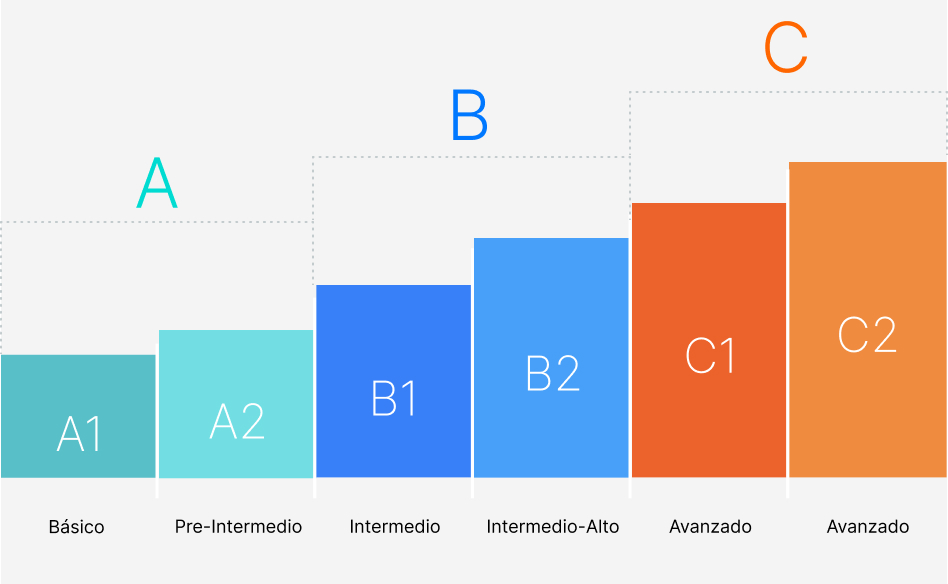 A
B
C
A1
A2
B1
B2
C1
C2
Básico
Pre-Intermedio
Intermedio
Intermedio-Alto
Avanzado
Avanzado